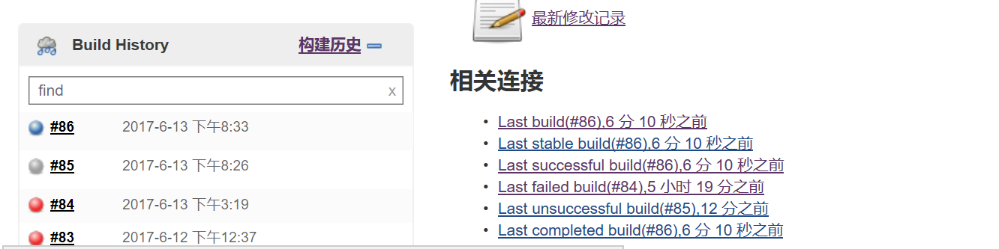 最新修改记录
Build History 构建历史
find x
#86 2017-6-13 下午8:33
#85 2017-6-13 下午8:26
#84 2017-6-13 下午3:19
#83 2017-6-12 下午12:37
相关连接
Last build(#86),6 分 10 秒之前
Last stable build(#86),6 分 10 秒之前
Last successful build(#86),6 分 10 秒之前
Last failed build(#84),5 小时 19 分之前
Last unsuccessful build(#85),12 分之前
Last completed build(#86),6 分 10 秒之前